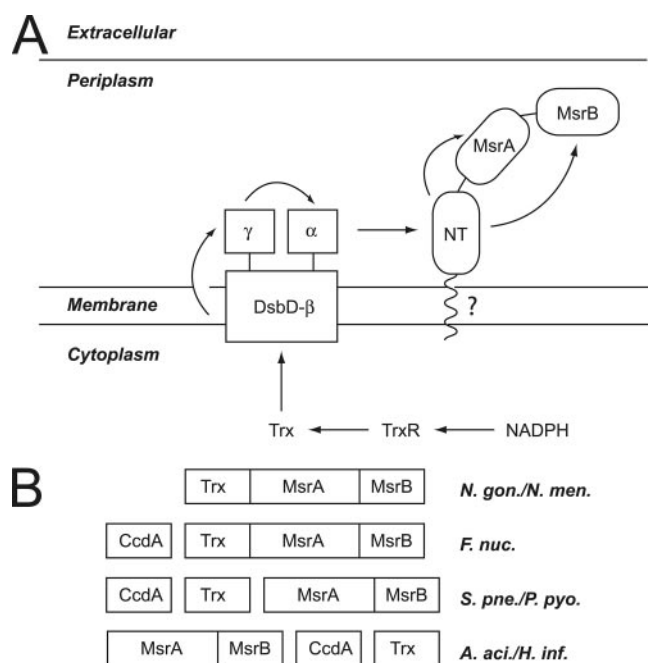 A
Extracellular
Periplasm
MsrB
MsrA
γ
α
NT
DsbD-β
Membrane
?
Cytoplasm
Trx
TrxR
NADPH
B
Trx MsrA MsrB N. gon./N. men.
CcdA Trx MsrA MsrB F. nuc.
CcdA Trx MsrA MsrB S. pne./P. pyo.
MsrA MsrB CcdA Trx A. aci./H. inf.